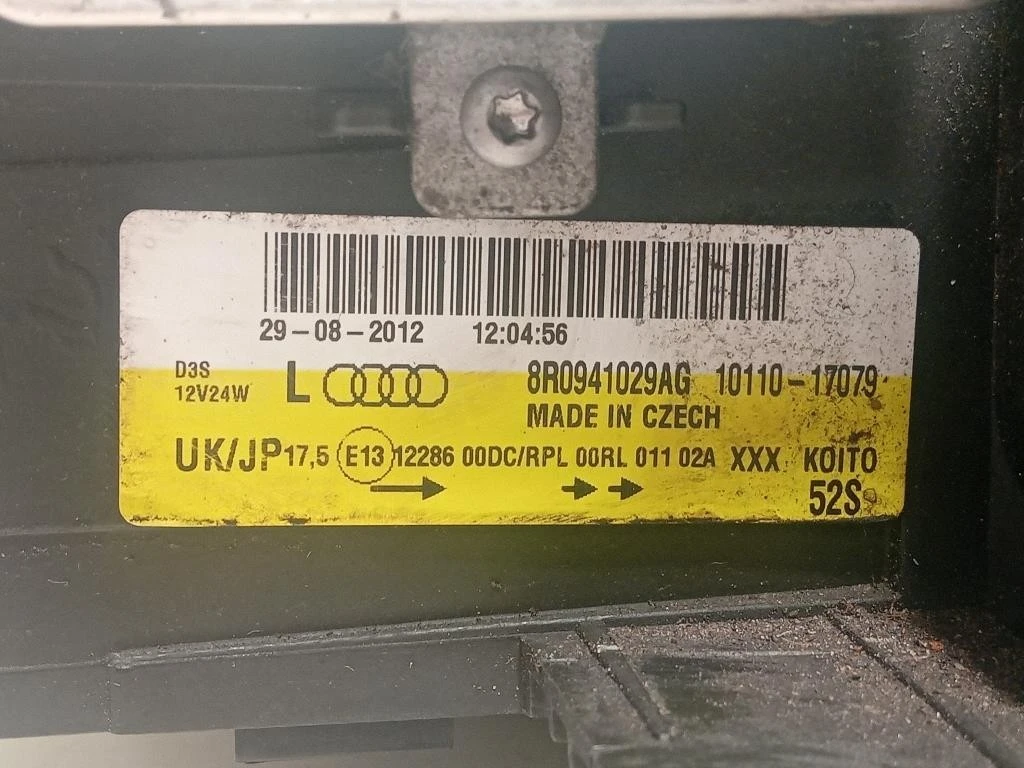 29-08-2012 12:04:56
D3S
12V24W
L
8R0941029AG 10110-17079
MADE IN CZECH
UK/JP 17,5 E13 12286 00DC/RPL 00RL 011 02A XXX KOITO
52S